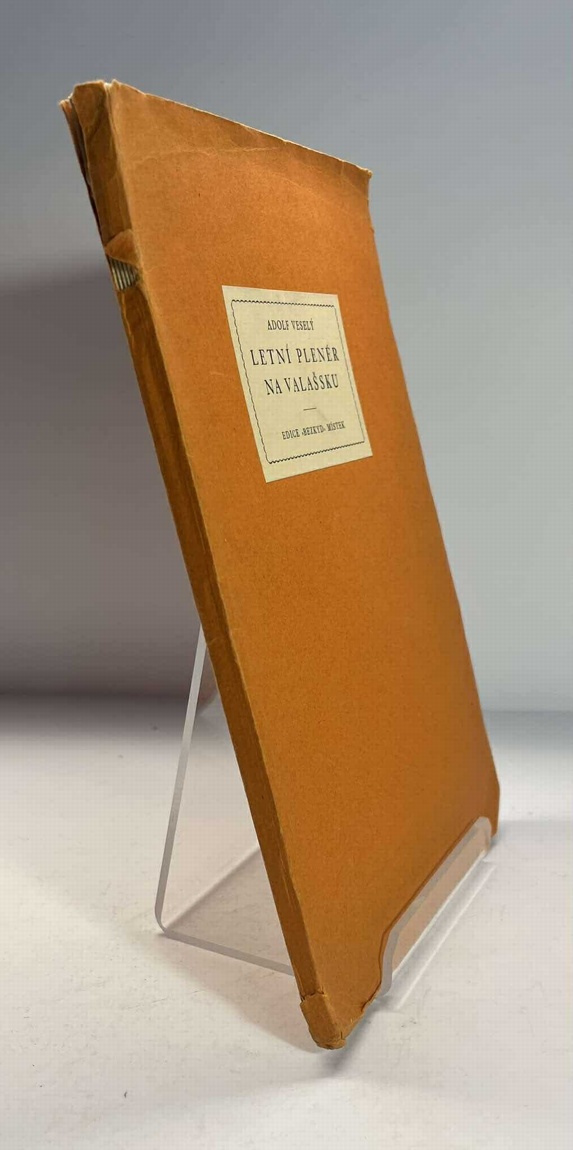 ADOLF VESELÝ
LETNÍ PLENÉR
NA VALAŠSKU
EDICE »BEZKYD« MÍSTEK